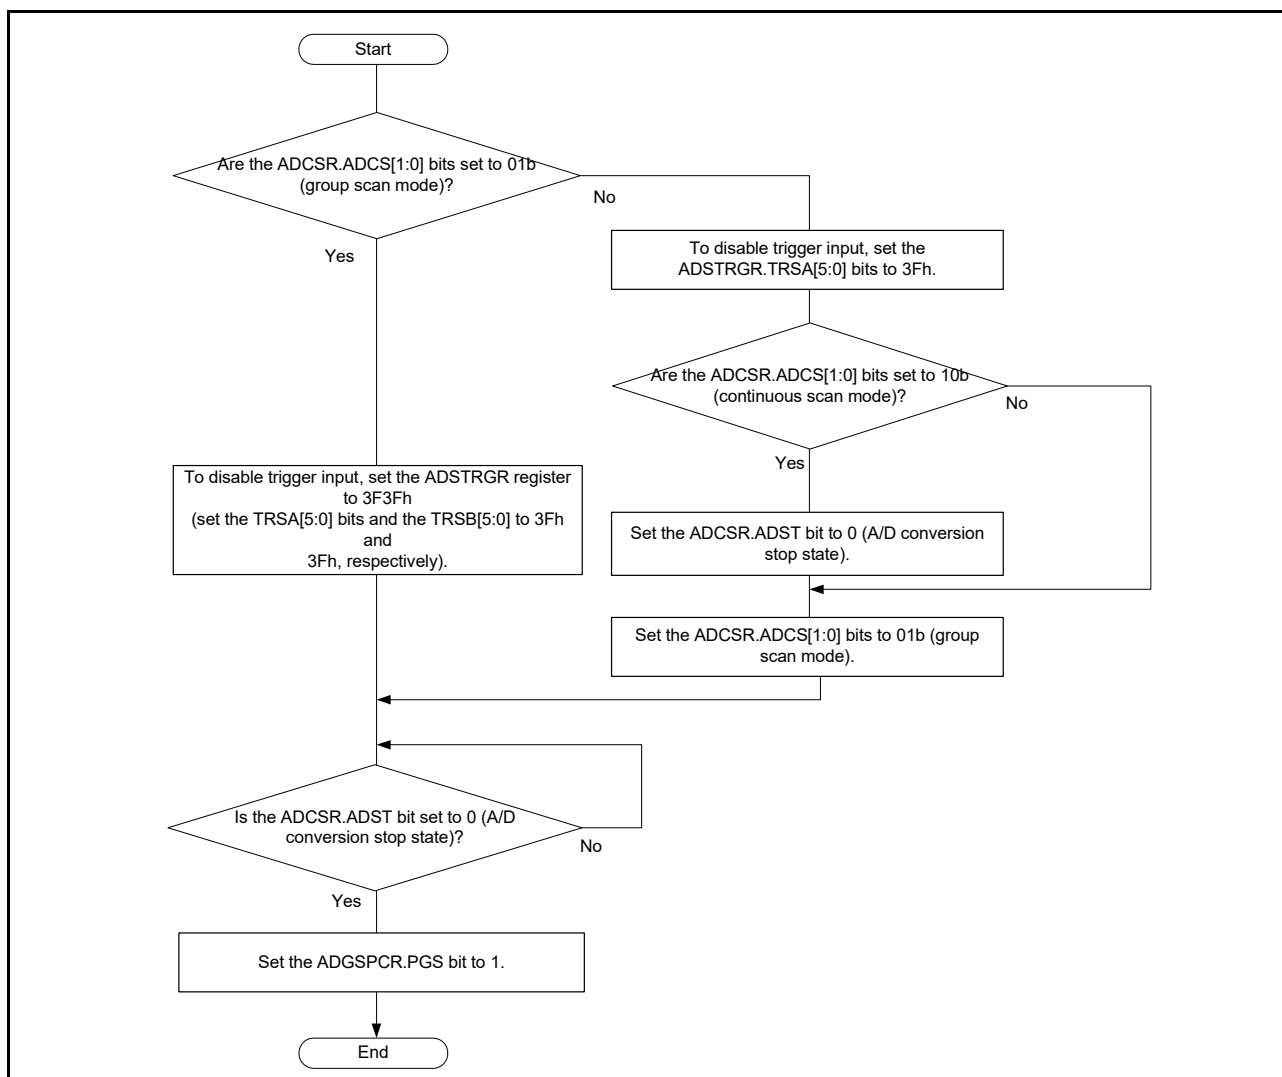 Start
Are the ADCSR.ADCS[1:0] bits set to 01b
(group scan mode)?
No
Yes
To disable trigger input, set the
ADSTRGR.TRSA[5:0] bits to 3Fh.
Are the ADCSR.ADCS[1:0] bits set to 10b
(continuous scan mode)?
No
Yes
To disable trigger input, set the ADSTRGR register
to 3F3Fh
(set the TRSA[5:0] bits and the TRSB[5:0] to 3Fh
and
3Fh, respectively).
Set the ADCSR.ADST bit to 0 (A/D conversion
stop state).
Set the ADCSR.ADCS[1:0] bits to 01b (group
scan mode).
Is the ADCSR.ADST bit set to 0 (A/D
conversion stop state)?
No
Yes
Set the ADGSPCR.PGS bit to 1.
End